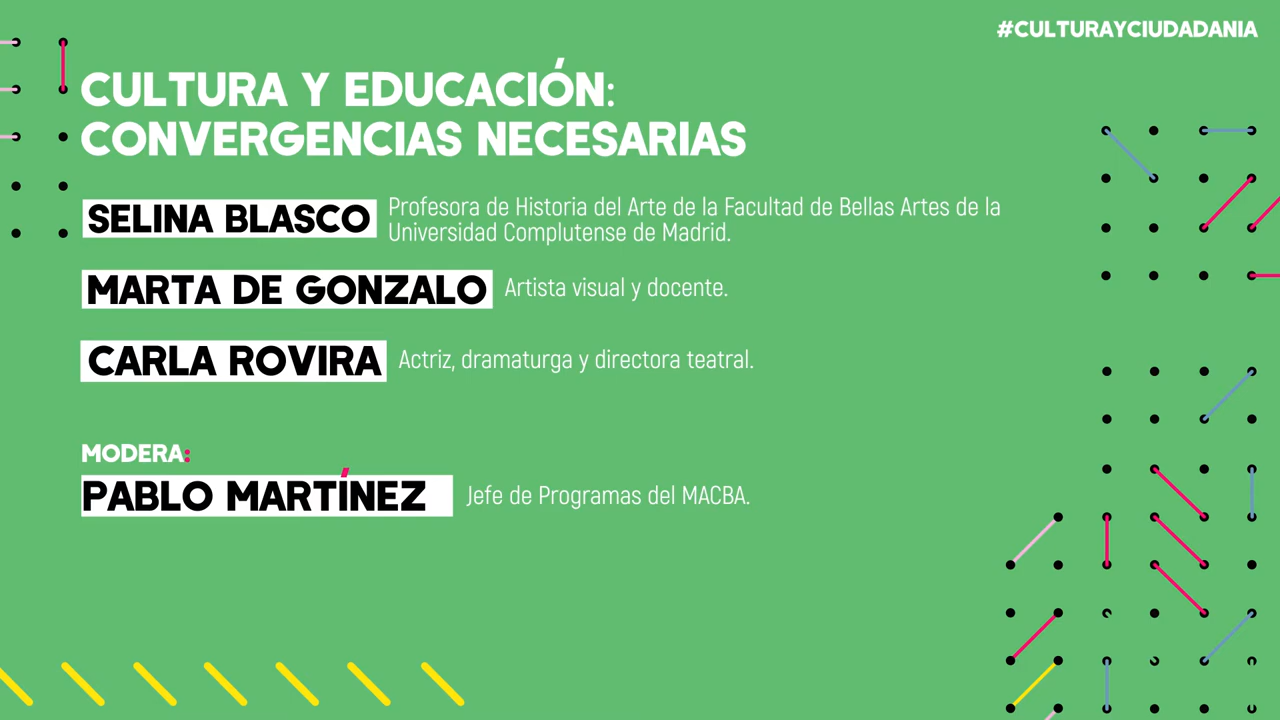 #CULTURAYCIUDADANIA
CULTURA Y EDUCACIÓN:
CONVERGENCIAS NECESARIAS
SELINA BLASCO
Profesora de Historia del Arte de la Facultad de Bellas Artes de la
Universidad Complutense de Madrid.
MARTA DE GONZALO Artista visual y docente.
CARLA ROVIRA Actriz, dramaturga y directora teatral.
MODERA:
PABLO MARTÍNEZ Jefe de Programas del MACBA.